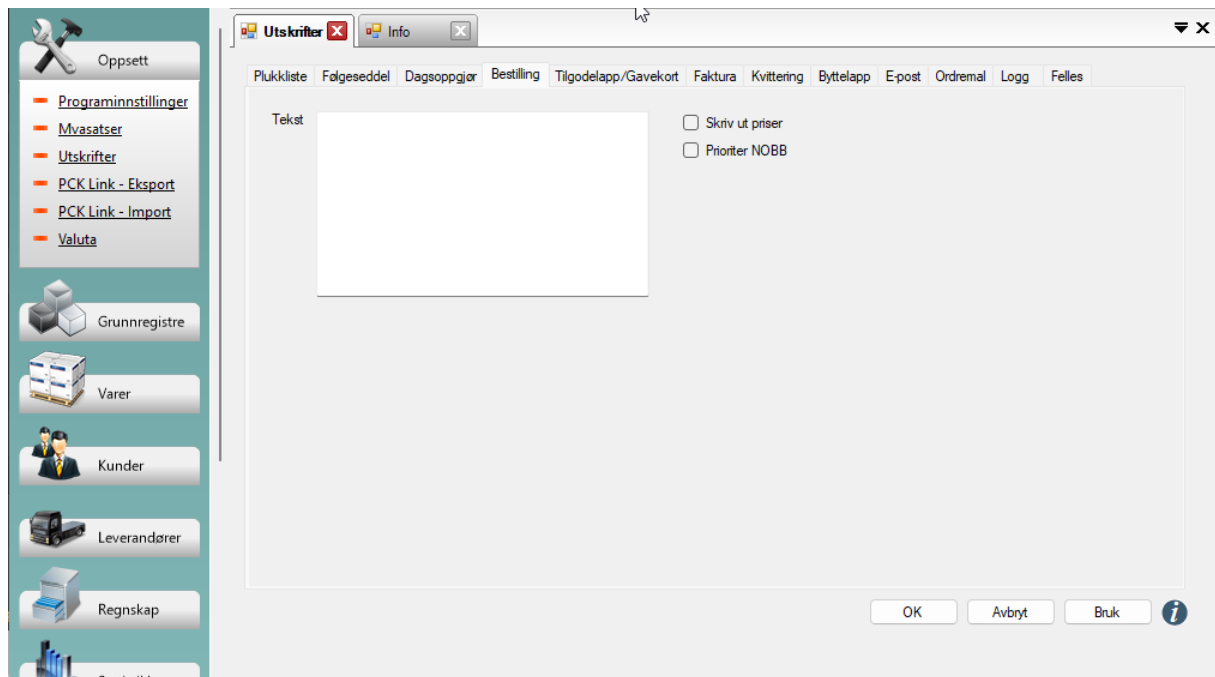 Oppsett
Programinnstillinger
Mvasatser
Utskrifter
PCK Link - Eksport
PCK Link - Import
Valuta
Grunnregistre
Varer
Kunder
Leverandører
Regnskap
Utskrifter Info
Plukkliste Følgeseddel Dagsoppgjør Bestilling Tilgodelapp/Gavekort Faktura Kvittering Byttelapp E-post Ordremal Logg Felles
Tekst
Skriv ut priser
Prioriter NOBB
OK Avbryt Bruk